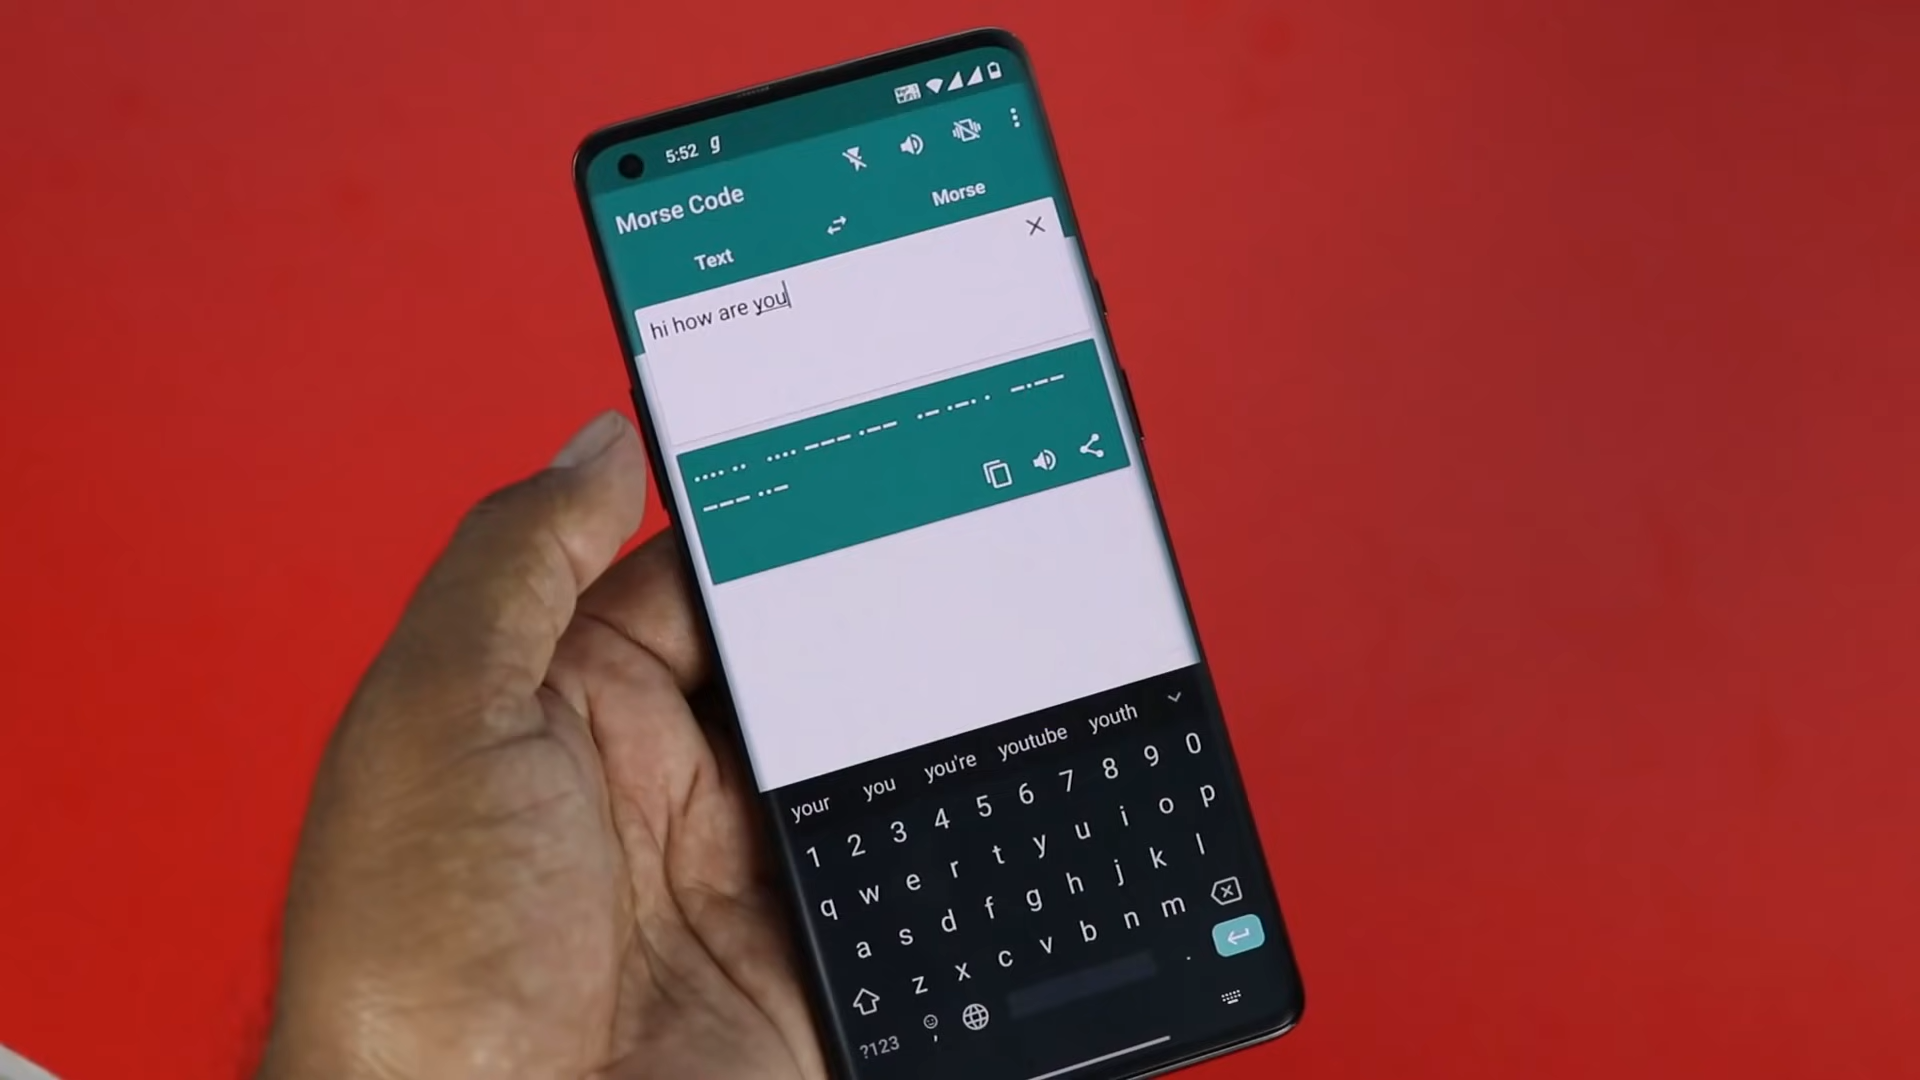 5:52 g
Morse Code
Text
Morse
hi how are you
.... ..  .... --- .--  .- .-. .  -.--
--- ..-
your you you're youtube youth
1 2 3 4 5 6 7 8 9 0
q w e r t y u i o p
a s d f g h j k l
z x c v b n m
?123 , .